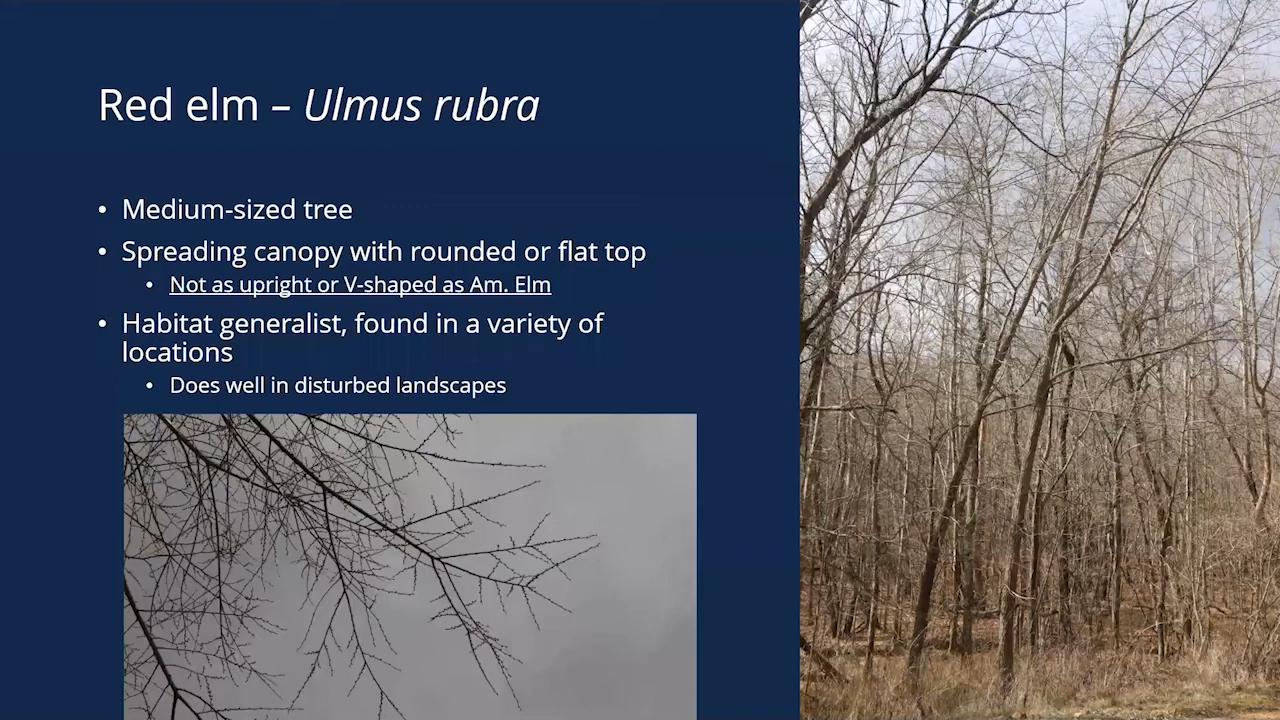 Red elm – Ulmus rubra
• Medium-sized tree
• Spreading canopy with rounded or flat top
• Not as upright or V-shaped as Am. Elm
• Habitat generalist, found in a variety of
locations
• Does well in disturbed landscapes